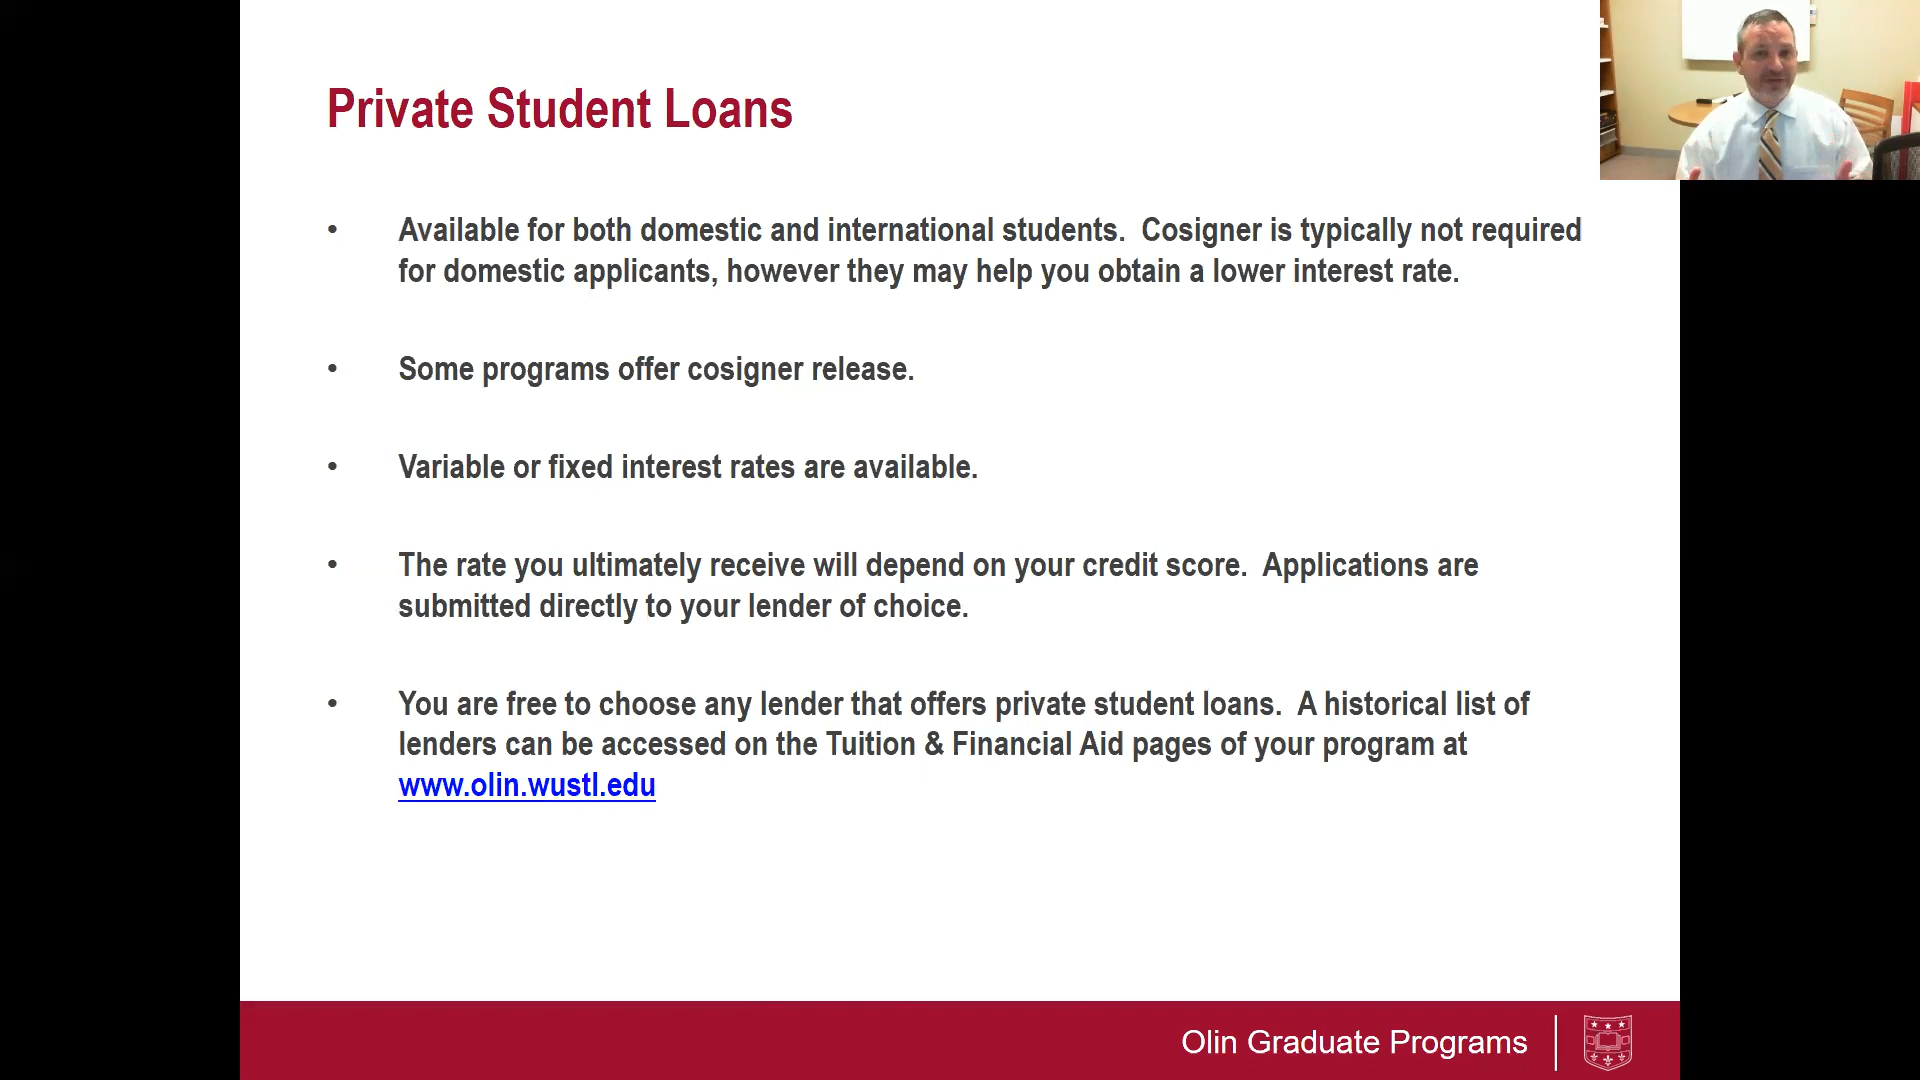 Private Student Loans
• Available for both domestic and international students.  Cosigner is typically not required
for domestic applicants, however they may help you obtain a lower interest rate.
• Some programs offer cosigner release.
• Variable or fixed interest rates are available.
• The rate you ultimately receive will depend on your credit score.  Applications are
submitted directly to your lender of choice.
• You are free to choose any lender that offers private student loans.  A historical list of
lenders can be accessed on the Tuition & Financial Aid pages of your program at
www.olin.wustl.edu
Olin Graduate Programs